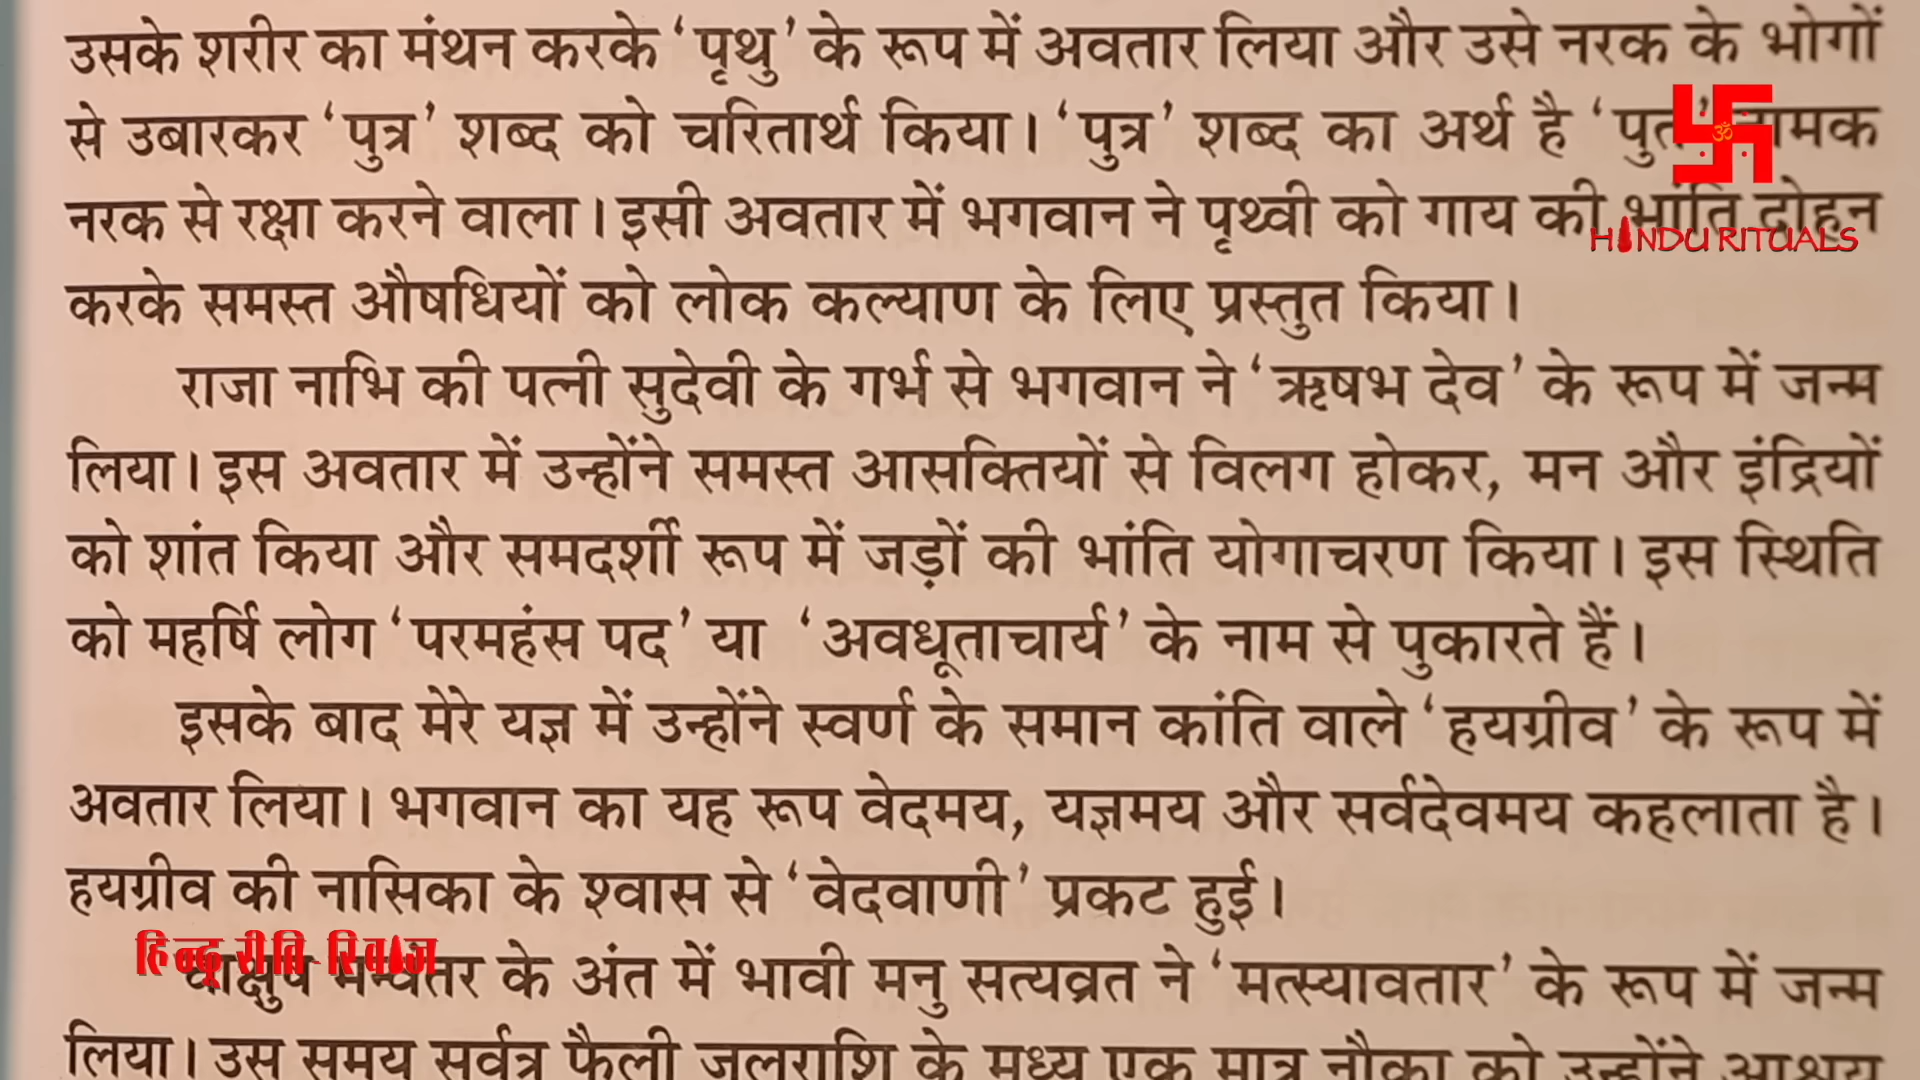 उसके शरीर का मंथन करके ‘पृथु’ के रूप में अवतार लिया और उसे नरक के भोगों
से उबारकर ‘पुत्र’ शब्द को चरितार्थ किया। ‘पुत्र’ शब्द का अर्थ है ‘पुत’ नामक
नरक से रक्षा करने वाला। इसी अवतार में भगवान ने पृथ्वी को गाय की भांति दोहन
HINDU RITUALS
करके समस्त औषधियों को लोक कल्याण के लिए प्रस्तुत किया।
राजा नाभि की पत्नी सुदेवी के गर्भ से भगवान ने ‘ऋषभ देव’ के रूप में जन्म
लिया। इस अवतार में उन्होंने समस्त आसक्तियों से विलग होकर, मन और इंद्रियों
को शांत किया और समदर्शी रूप में जड़ों की भांति योगाचरण किया। इस स्थिति
को महर्षि लोग ‘परमहंस पद’ या ‘अवधूताचार्य’ के नाम से पुकारते हैं।
इसके बाद मेरे यज्ञ में उन्होंने स्वर्ण के समान कांति वाले ‘हयग्रीव’ के रूप में
अवतार लिया। भगवान का यह रूप वेदमय, यज्ञमय और सर्वदेवमय कहलाता है।
हयग्रीव की नासिका के श्वास से ‘वेदवाणी’ प्रकट हुई।
हिन्दू रीति-रिवाज
चाक्षुष मन्वंतर के अंत में भावी मनु सत्यव्रत ने ‘मत्स्यावतार’ के रूप में जन्म
लिया। उस समय सर्वत्र फैली जलराशि के मध्य एक मात्र नौका को उन्होंने आश्रय